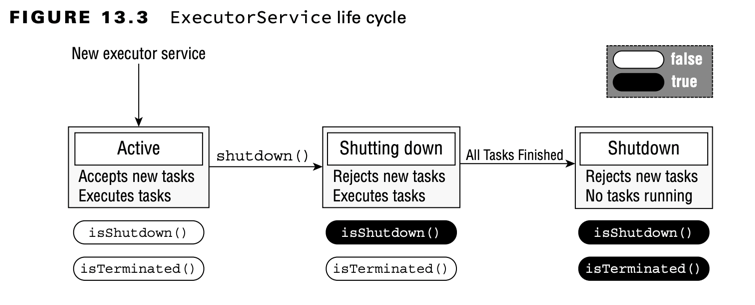 FIGURE 13.3 ExecutorService life cycle
New executor service
false
true
Active
Accepts new tasks
Executes tasks
shutdown()
Shutting down
Rejects new tasks
Executes tasks
All Tasks Finished
Shutdown
Rejects new tasks
No tasks running
isShutdown()
isShutdown()
isShutdown()
isTerminated()
isTerminated()
isTerminated()